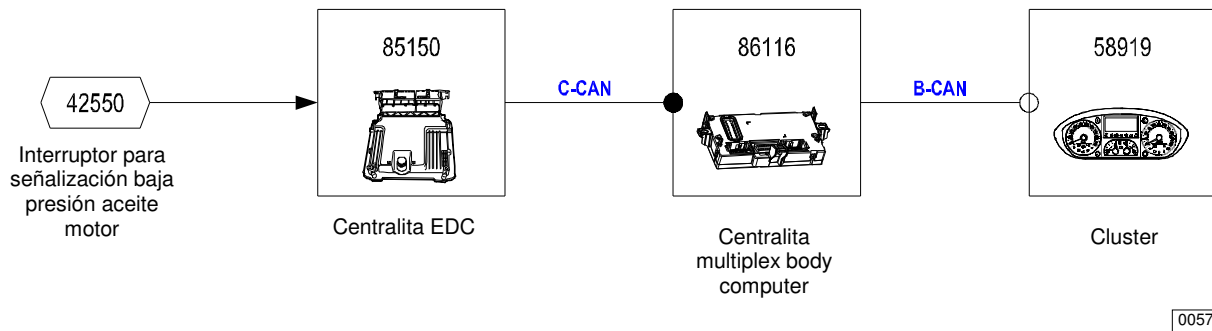 85150
86116
58919
42550
C-CAN
B-CAN
Interruptor para
señalización baja
presión aceite
motor
Centralita EDC
Centralita
multiplex body
computer
Cluster
0057